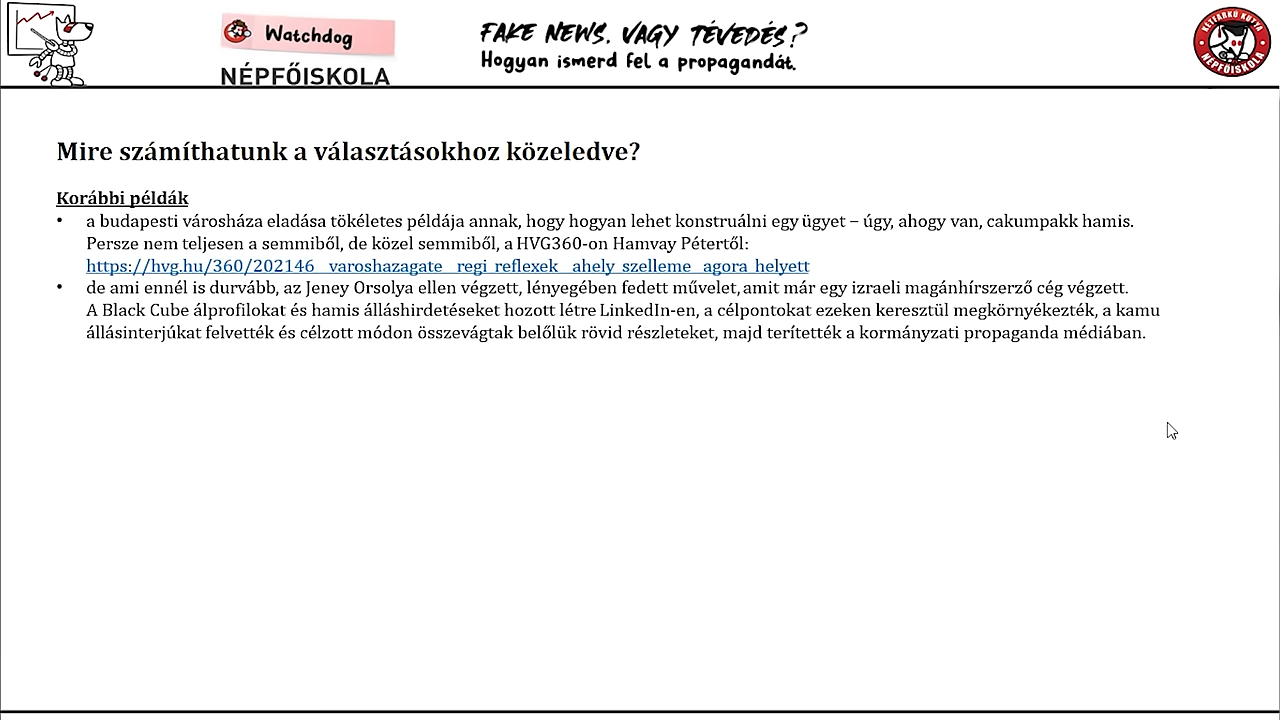 Watchdog
NÉPFŐISKOLA
FAKE NEWS, VAGY TÉVEDÉS?
Hogyan ismerd fel a propagandát.
KÉTFARKÚ KUTYA
NÉPFŐISKOLA
Mire számíthatunk a választásokhoz közeledve?
Korábbi példák
• a budapesti városháza eladása tökéletes példája annak, hogy hogyan lehet konstruálni egy ügyet – úgy, ahogy van, cakumpakk hamis.
Persze nem teljesen a semmiből, de közel semmiből, a HVG360-on Hamvay Pétertől:
https://hvg.hu/360/202146__varoshazagate__regi_reflexek__ahely_szelleme__agora_helyett
• de ami ennél is durvább, az Jeney Orsolya ellen végzett, lényegében fedett művelet, amit már egy izraeli magánhírszerző cég végzett.
A Black Cube álprofilokat és hamis álláshirdetéseket hozott létre LinkedIn-en, a célpontokat ezeken keresztül megkörnyékezték, a kamu
állásinterjúkat felvették és célzott módon összevágtak belőlük rövid részleteket, majd terítették a kormányzati propaganda médiában.